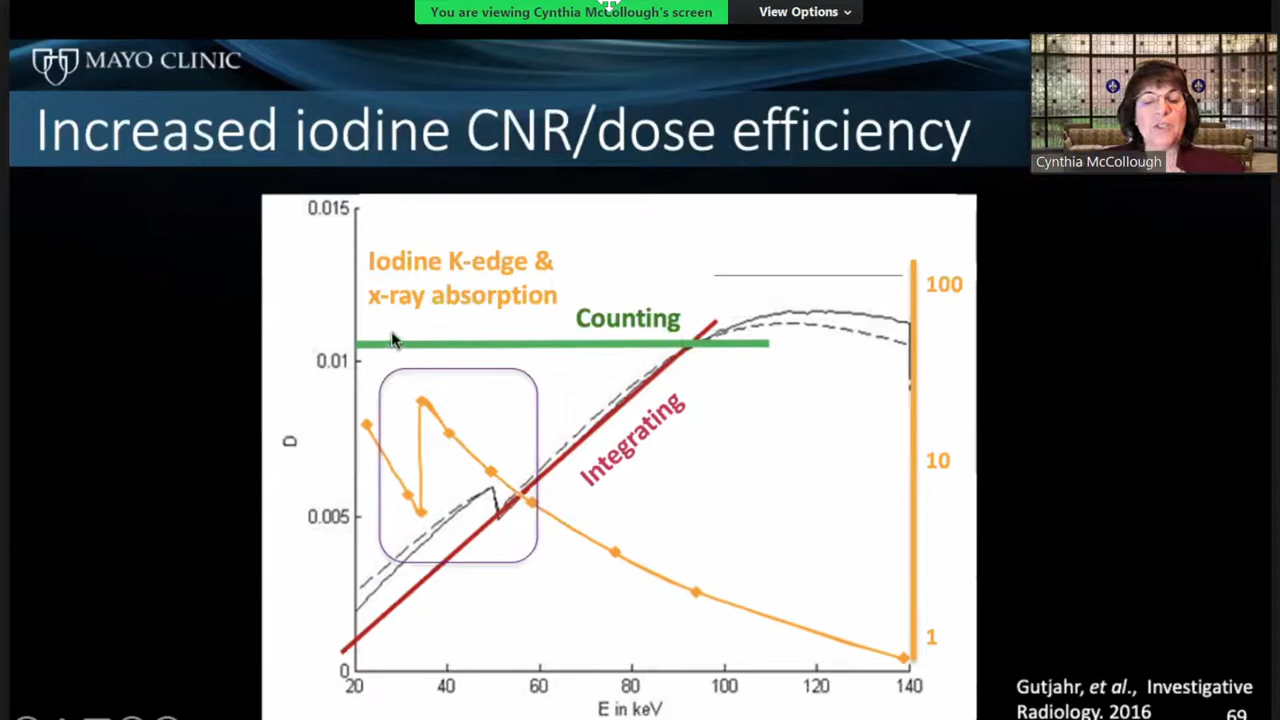 You are viewing Cynthia McCollough's screen
View Options
MAYO CLINIC
Increased iodine CNR/dose efficiency
Cynthia McCollough
0.015
Iodine K-edge &
x-ray absorption
Counting
100
0.01
D
Integrating
10
0.005
1
0
20 40 60 80 100 120 140
E in keV
Gutjahr, et al., Investigative
Radiology, 2016
69